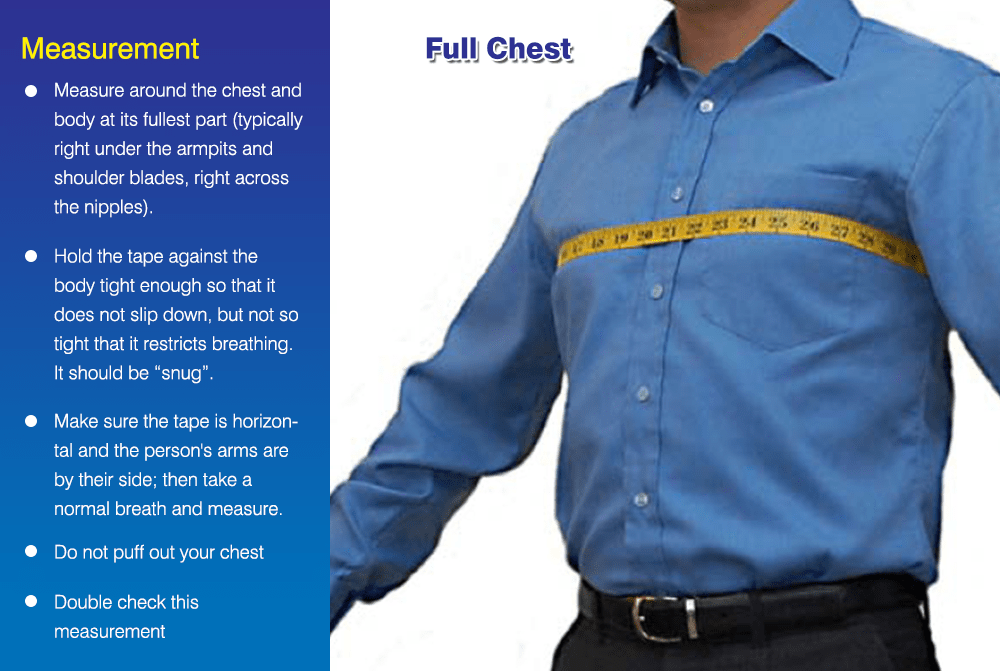 Measurement
Full Chest
Measure around the chest and
body at its fullest part (typically
right under the armpits and
shoulder blades, right across
the nipples).
Hold the tape against the
body tight enough so that it
does not slip down, but not so
tight that it restricts breathing.
It should be “snug”.
Make sure the tape is horizon-
tal and the person's arms are
by their side; then take a
normal breath and measure.
Do not puff out your chest
Double check this
measurement
17 18 19 20 21 22 23 24 25 26 27 28 29